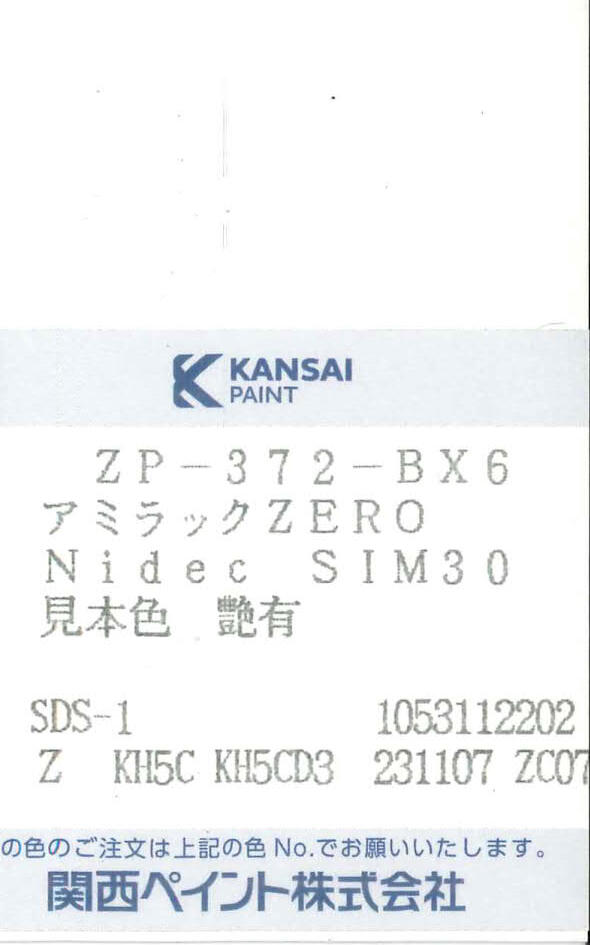 KANSAI
PAINT
ZP-372-BX6
アミラックZERO
Nidec SIM30
見本色 艶有
SDS-1 1053112202
Z KH5C KH5CD3 231107 ZC07
の色のご注文は上記の色No.でお願いいたします。
関西ペイント株式会社